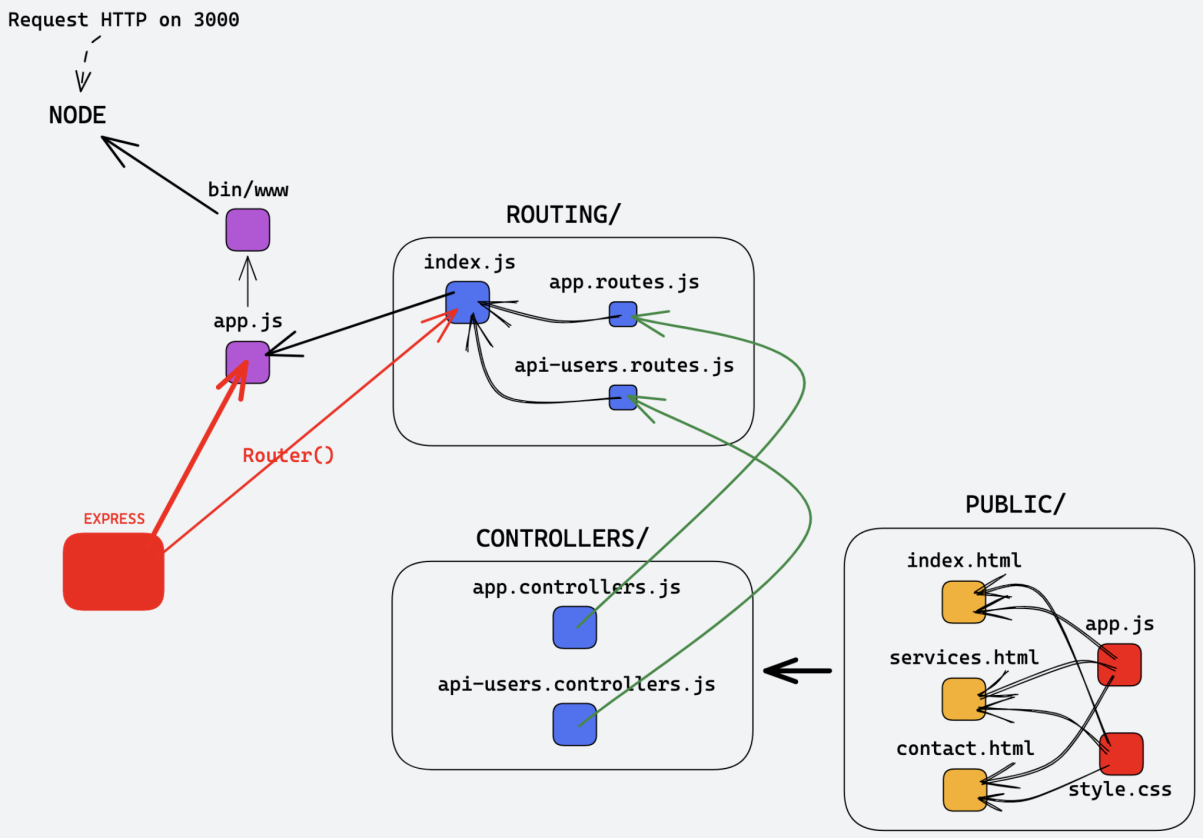 Request HTTP on 3000
NODE
bin/www
ROUTING/
index.js
app.routes.js
app.js
api-users.routes.js
Router()
EXPRESS
CONTROLLERS/
PUBLIC/
index.html
app.controllers.js
app.js
services.html
api-users.controllers.js
contact.html
style.css